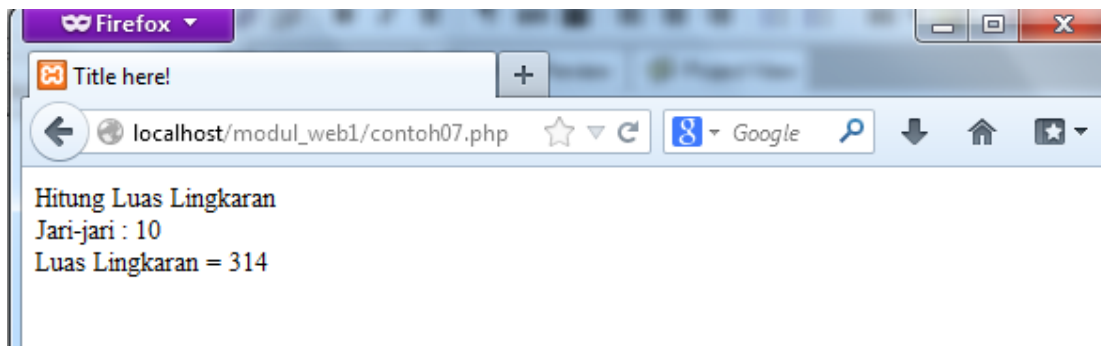 Firefox
Title here!
localhost/modul_web1/contoh07.php
Google
Hitung Luas Lingkaran
Jari-jari : 10
Luas Lingkaran = 314